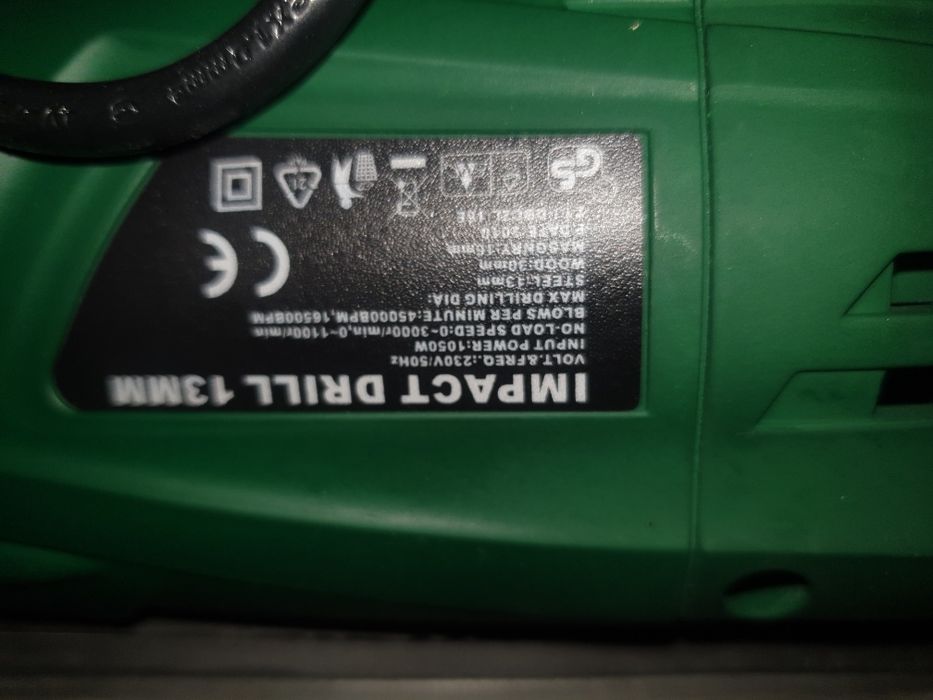 IMPACT DRILL 13MM
VOLT.&FREQ.:230V/50Hz
INPUT POWER:1050W
NO-LOAD SPEED:0~3000r/min,0~1100r/min
BLOWS PER MINUTE:45000BPM,16500BPM
MAX DRILLING DIA:
STEEL:13mm
WOOD:30mm
MASONRY:16mm
CE
GS